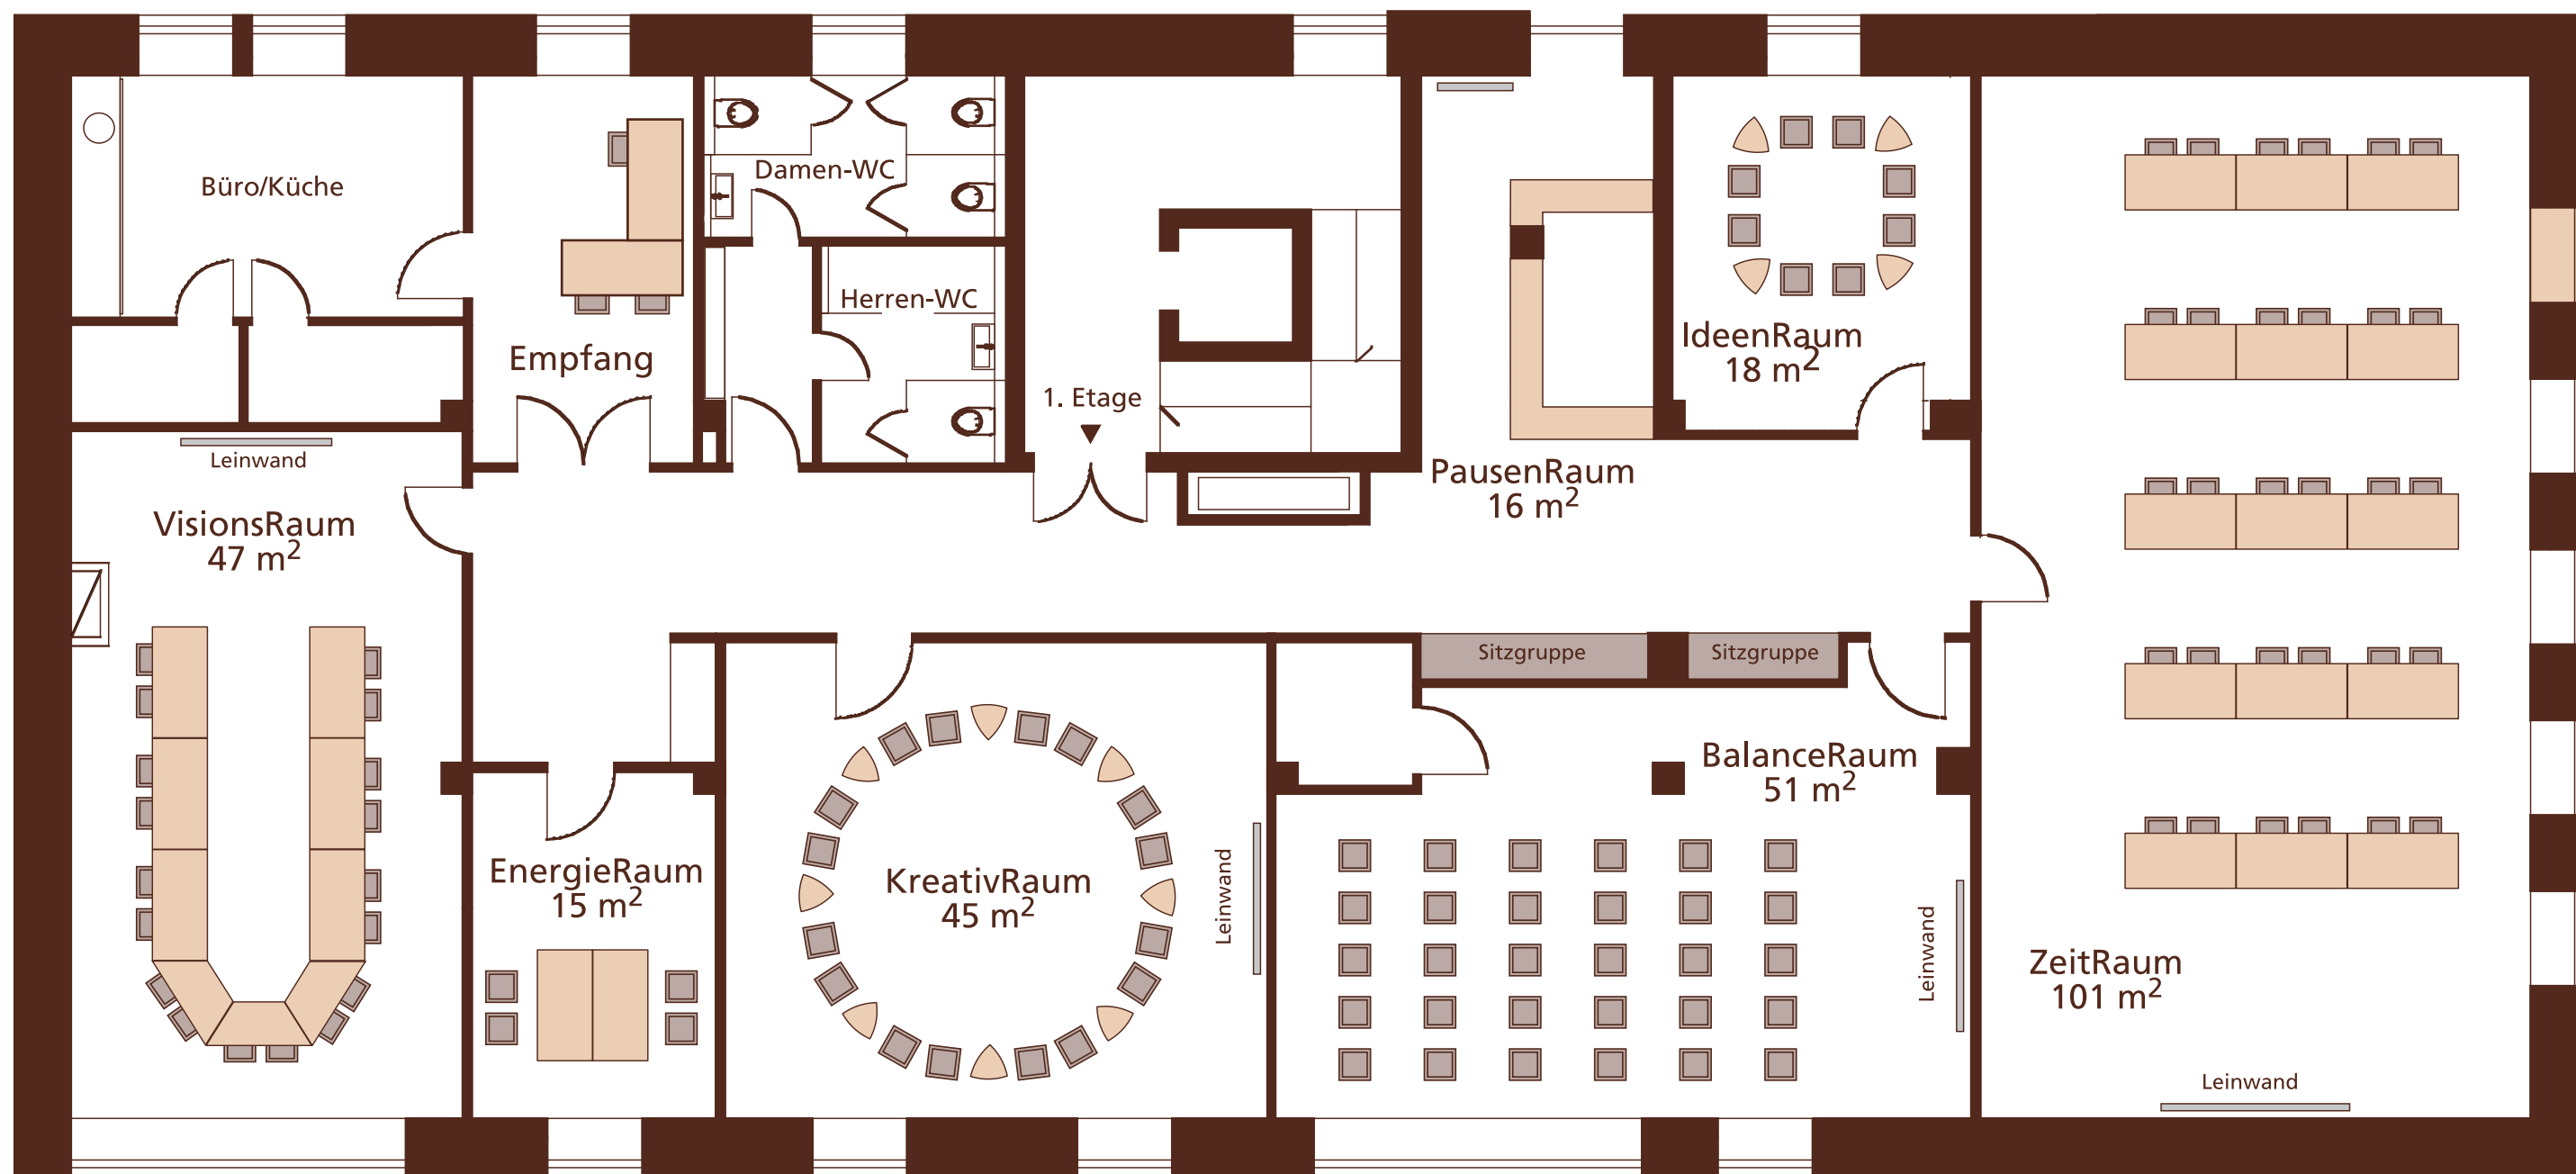 Büro/Küche
Empfang
Damen-WC
Herren-WC
1. Etage
PausenRaum
16 m²
IdeenRaum
18 m²
Leinwand
VisionsRaum
47 m²
EnergieRaum
15 m²
KreativRaum
45 m²
Leinwand
Sitzgruppe
Sitzgruppe
BalanceRaum
51 m²
Leinwand
ZeitRaum
101 m²
Leinwand